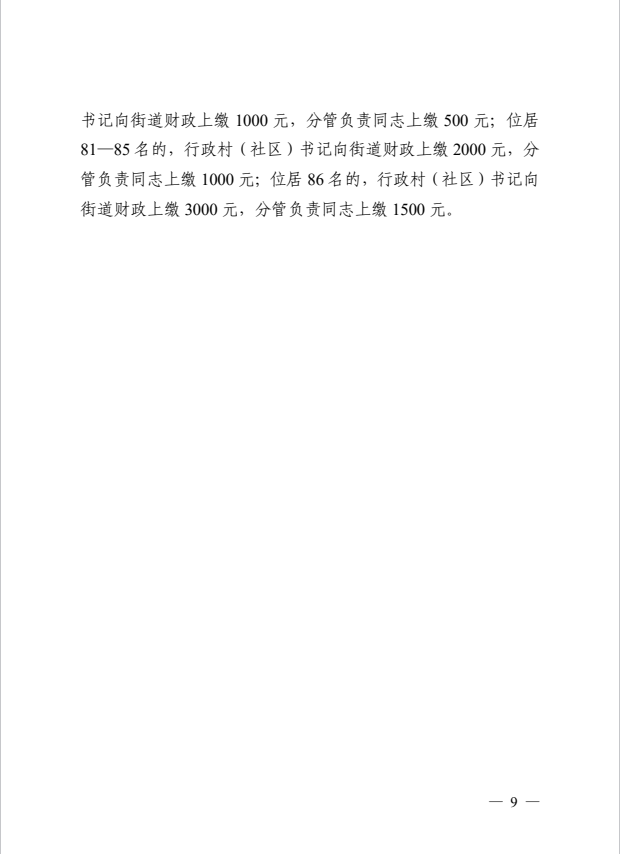 书记向街道财政上缴 1000 元，分管负责同志上缴 500 元；位居
81—85 名的，行政村（社区）书记向街道财政上缴 2000 元，分
管负责同志上缴 1000 元；位居 86 名的，行政村（社区）书记向
街道财政上缴 3000 元，分管负责同志上缴 1500 元。
— 9 —